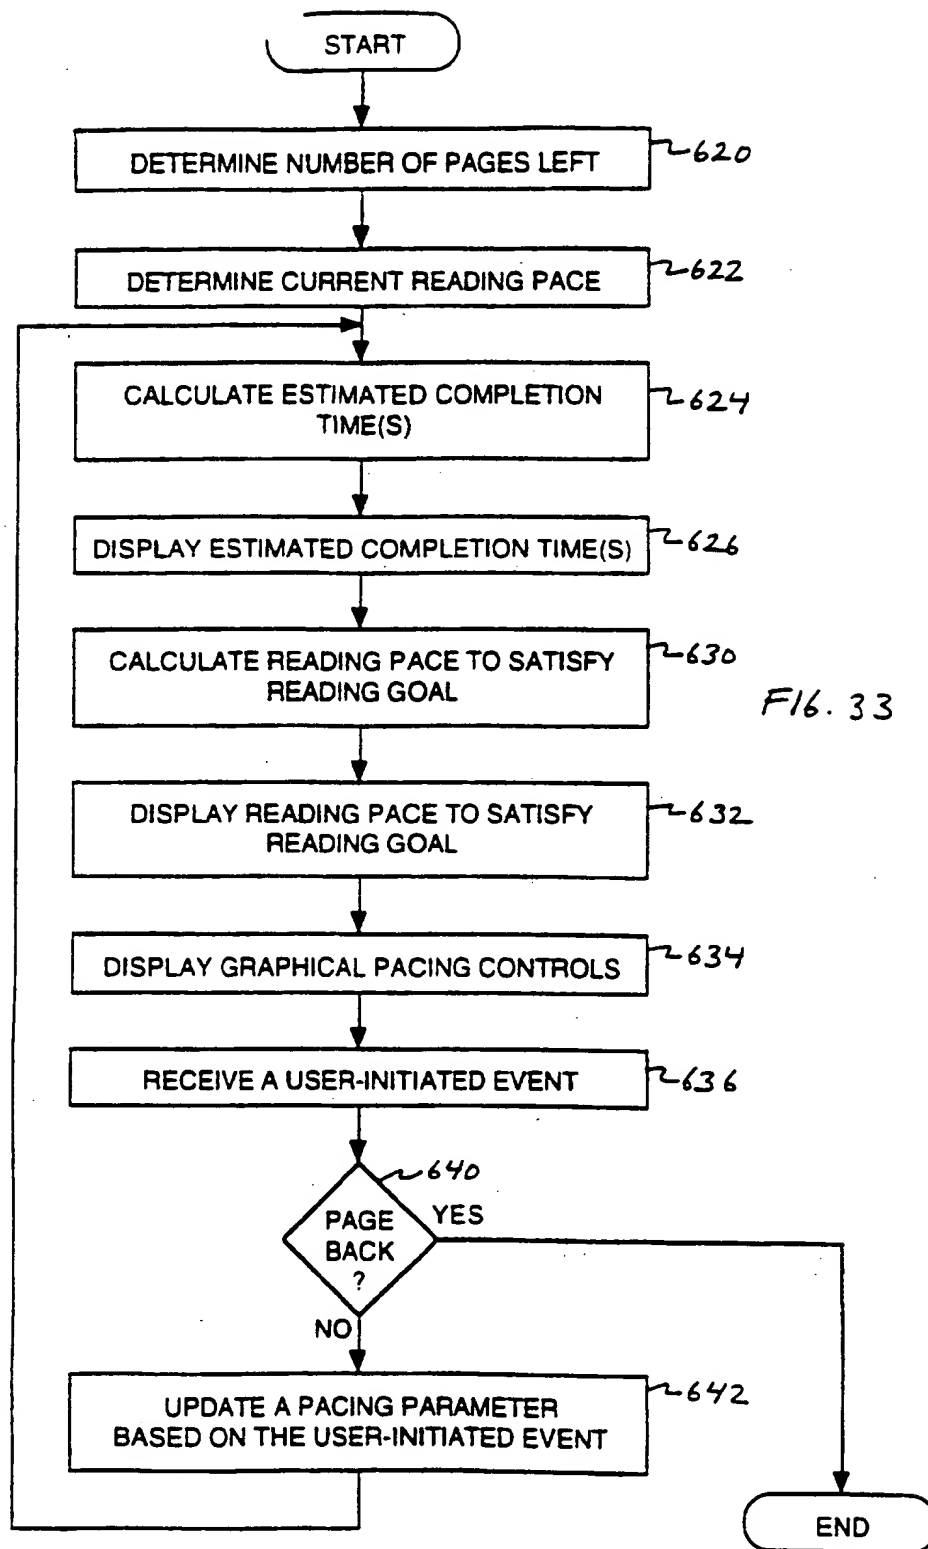 START
DETERMINE NUMBER OF PAGES LEFT
620
DETERMINE CURRENT READING PACE
622
CALCULATE ESTIMATED COMPLETION
TIME(S)
624
DISPLAY ESTIMATED COMPLETION TIME(S)
626
CALCULATE READING PACE TO SATISFY
READING GOAL
630
FIG. 33
DISPLAY READING PACE TO SATISFY
READING GOAL
632
DISPLAY GRAPHICAL PACING CONTROLS
634
RECEIVE A USER-INITIATED EVENT
636
640
PAGE
BACK
?
YES
NO
UPDATE A PACING PARAMETER
BASED ON THE USER-INITIATED EVENT
642
END